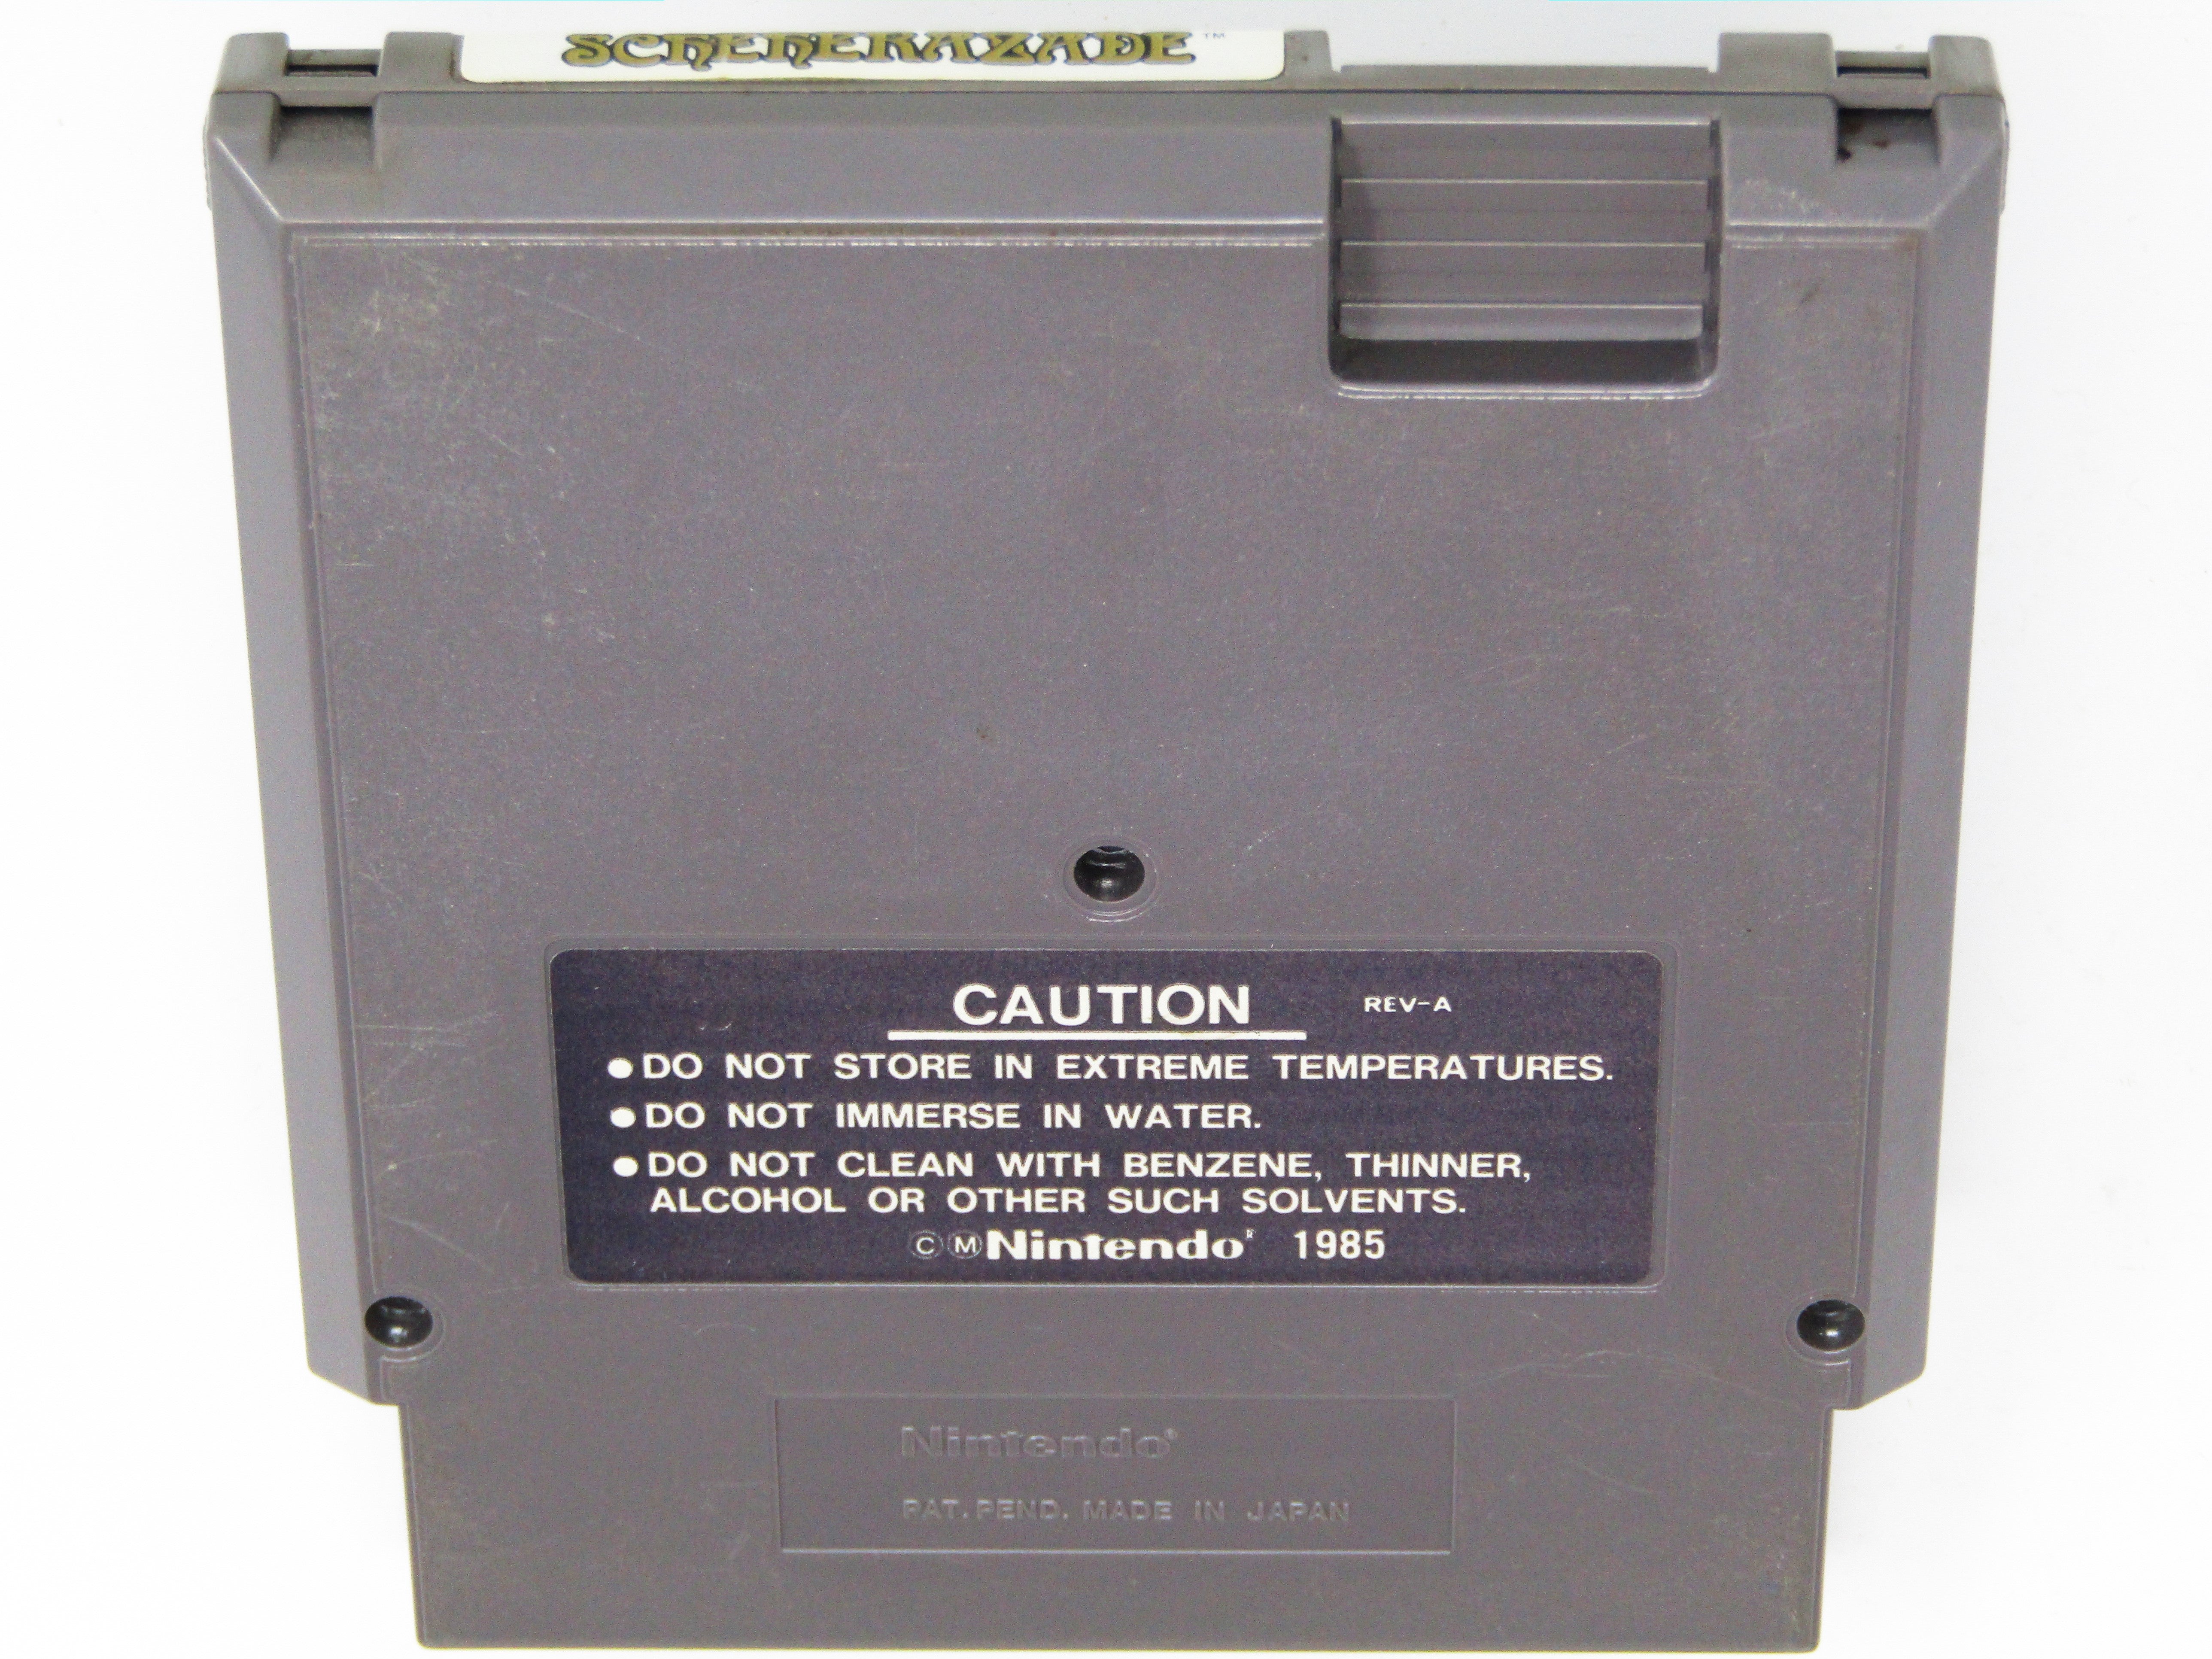 SCHEHERAZADE™
CAUTION REV-A
●DO NOT STORE IN EXTREME TEMPERATURES.
●DO NOT IMMERSE IN WATER.
●DO NOT CLEAN WITH BENZENE, THINNER,
ALCOHOL OR OTHER SUCH SOLVENTS.
ⒸⓂNintendo® 1985
Nintendo®
PAT. PEND. MADE IN JAPAN